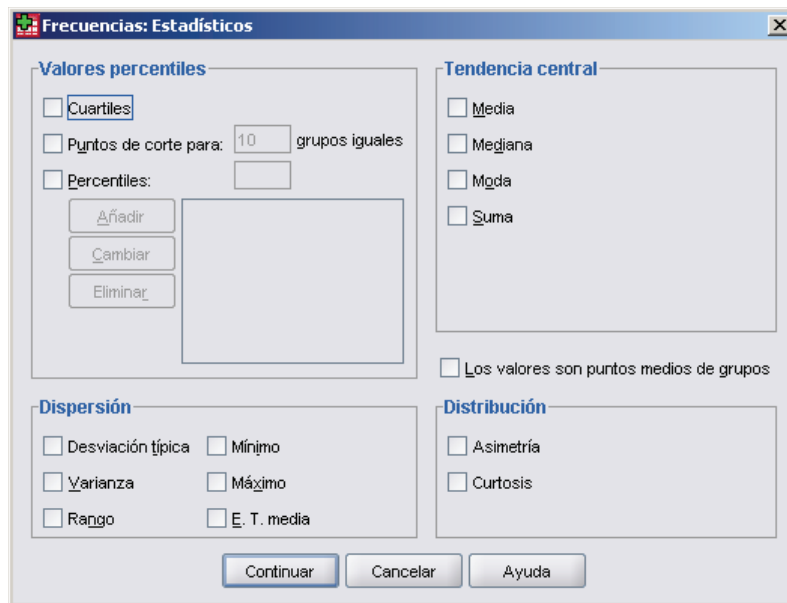 Frecuencias: Estadísticos
Valores percentiles
Cuartiles
Puntos de corte para: 10 grupos iguales
Percentiles:
Añadir
Cambiar
Eliminar
Tendencia central
Media
Mediana
Moda
Suma
Los valores son puntos medios de grupos
Dispersión
Desviación típica
Mínimo
Varianza
Máximo
Rango
E. T. media
Distribución
Asimetría
Curtosis
Continuar
Cancelar
Ayuda